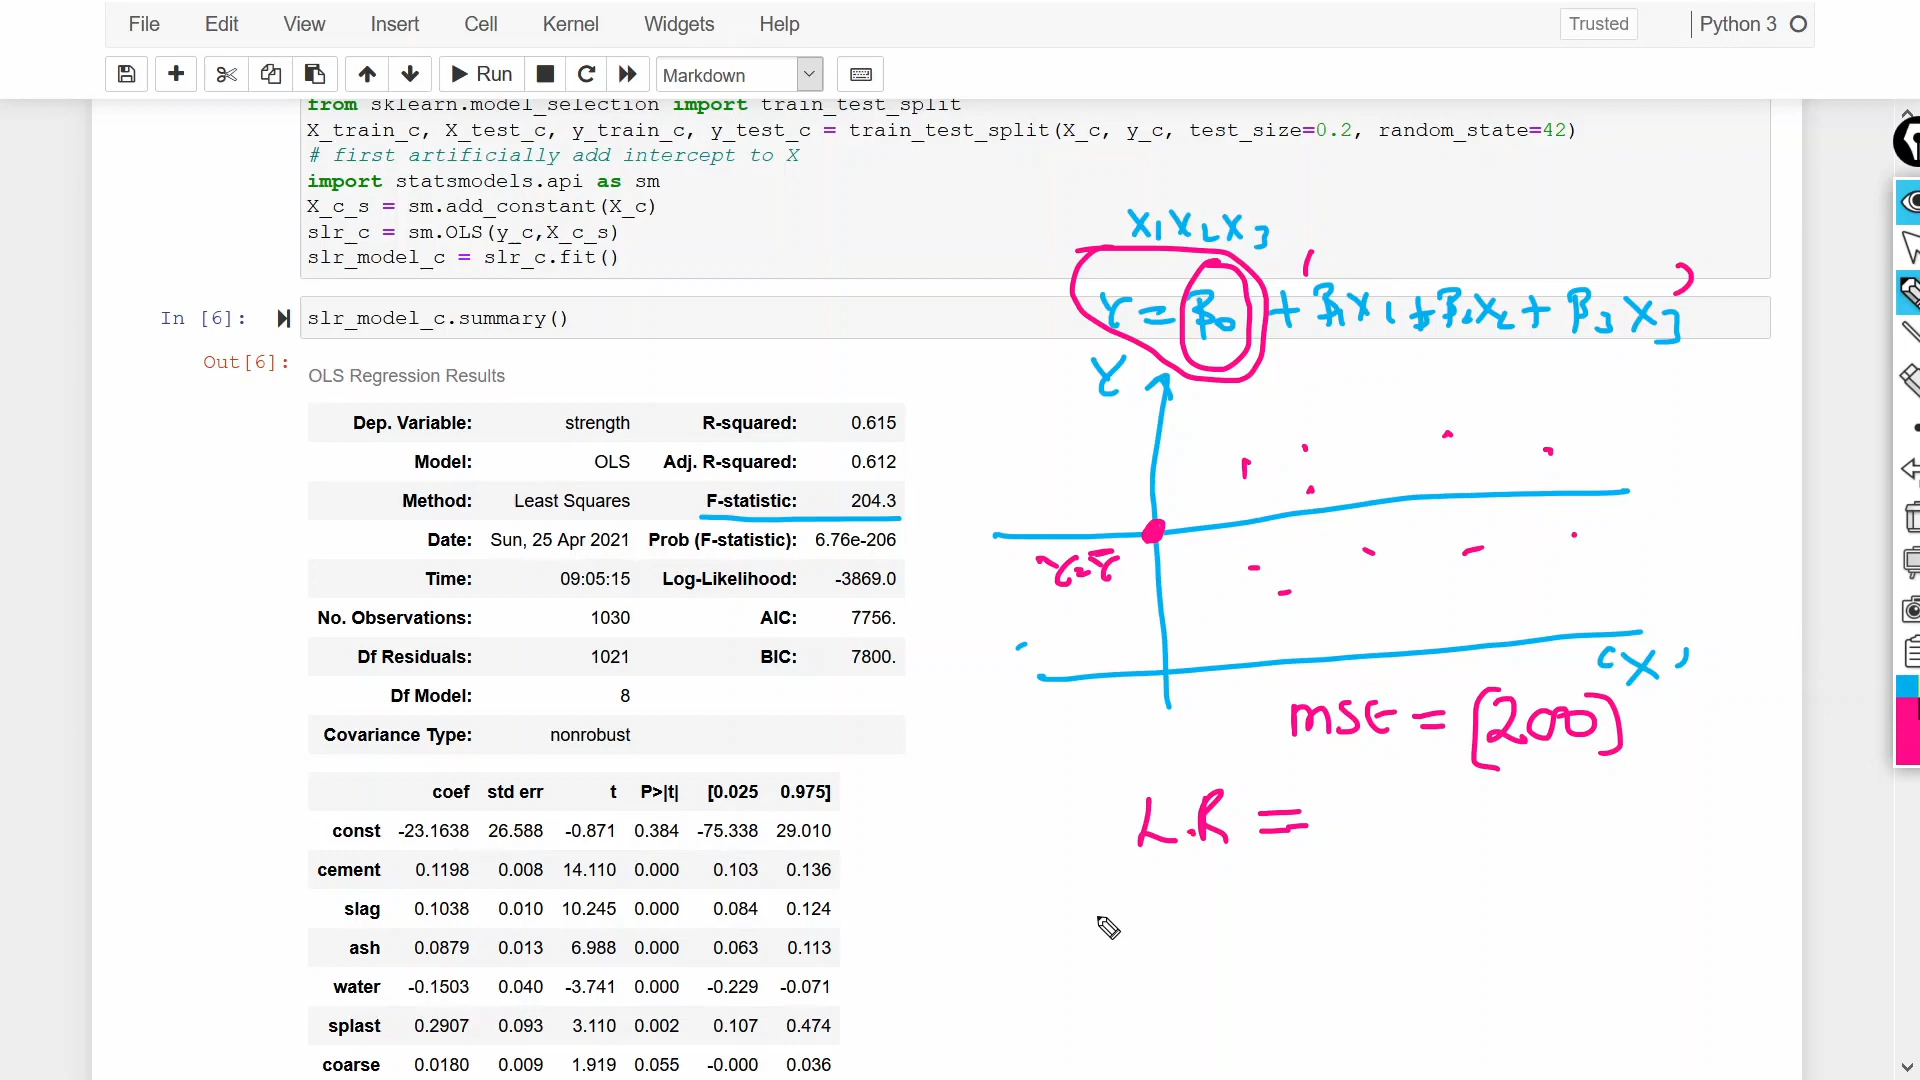 File Edit View Insert Cell Kernel Widgets Help Trusted Python 3
Run Markdown
from sklearn.model_selection import train_test_split
X_train_c, X_test_c, y_train_c, y_test_c = train_test_split(X_c, y_c, test_size=0.2, random_state=42)
# first artificially add intercept to X
import statsmodels.api as sm
X_c_s = sm.add_constant(X_c)
slr_c = sm.OLS(y_c,X_c_s)
slr_model_c = slr_c.fit()
In [6]: slr_model_c.summary()
Out[6]:
OLS Regression Results
Dep. Variable: strength R-squared: 0.615
Model: OLS Adj. R-squared: 0.612
Method: Least Squares F-statistic: 204.3
Date: Sun, 25 Apr 2021 Prob (F-statistic): 6.76e-206
Time: 09:05:15 Log-Likelihood: -3869.0
No. Observations: 1030 AIC: 7756.
Df Residuals: 1021 BIC: 7800.
Df Model: 8
Covariance Type: nonrobust
coef std err t P>|t| [0.025 0.975]
const -23.1638 26.588 -0.871 0.384 -75.338 29.010
cement 0.1198 0.008 14.110 0.000 0.103 0.136
slag 0.1038 0.010 10.245 0.000 0.084 0.124
ash 0.0879 0.013 6.988 0.000 0.063 0.113
water -0.1503 0.040 -3.741 0.000 -0.229 -0.071
splast 0.2907 0.093 3.110 0.002 0.107 0.474
coarse 0.0180 0.009 1.919 0.055 -0.000 0.036
X1 X2 X3
Y = β0 + β1X1 + β2X2 + β3X3
Y
Y=Ȳ
(X)
MSE = [200]
L.R =